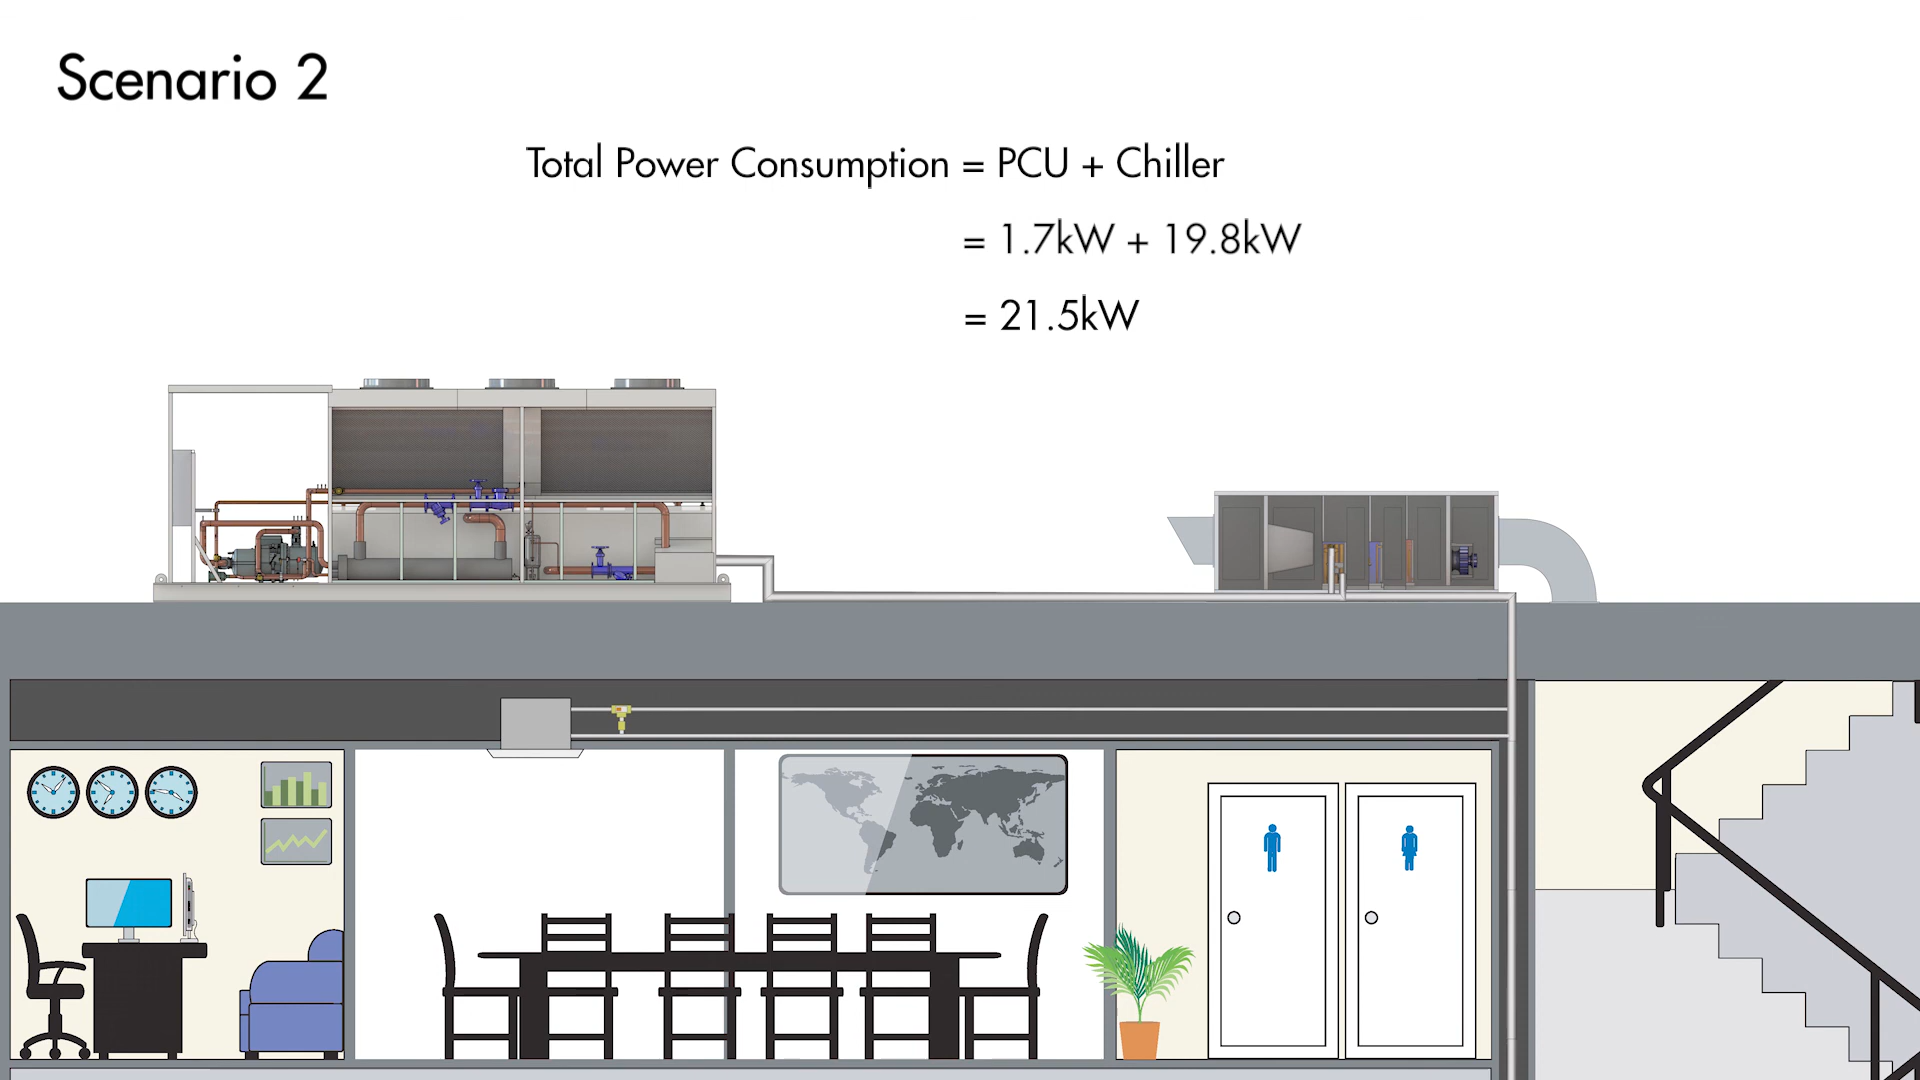 Scenario 2
Total Power Consumption = PCU + Chiller
= 1.7kW + 19.8kW
= 21.5kW